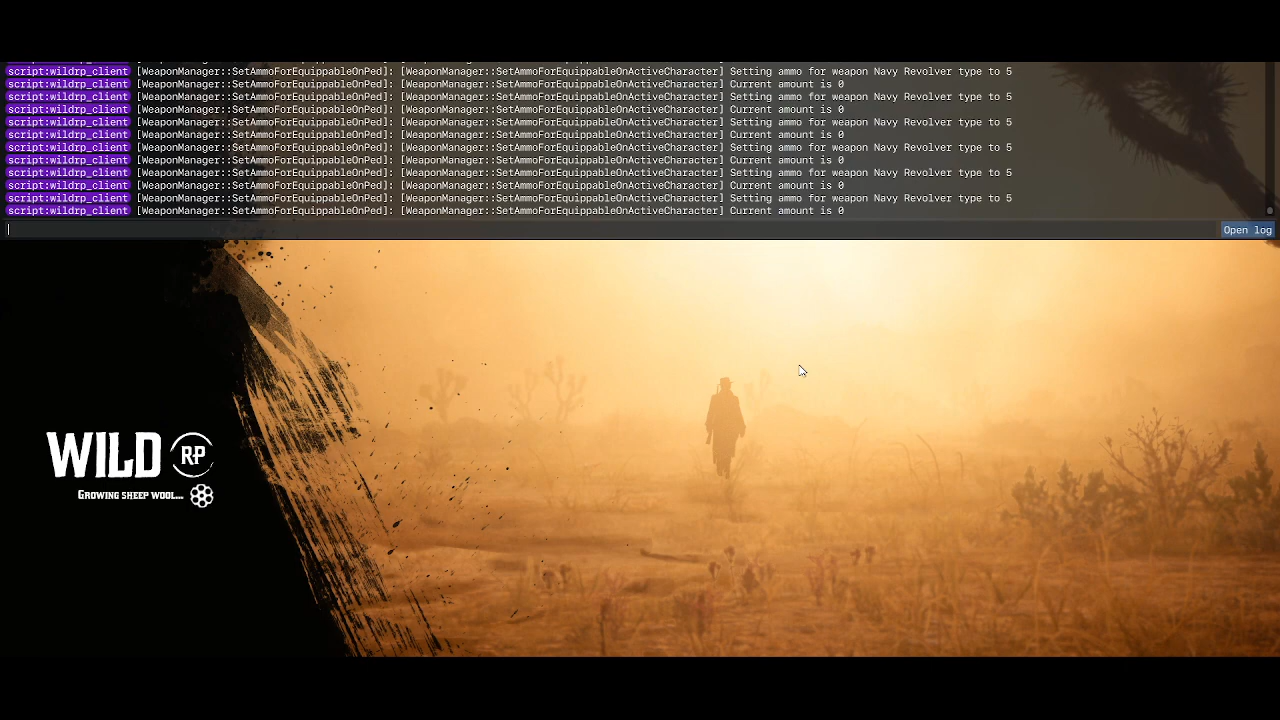 script:wildrp_client [WeaponManager::SetAmmoForEquippableOnPed]: [WeaponManager::SetAmmoForEquippableOnActiveCharacter] Setting ammo for weapon Navy Revolver type to 5
script:wildrp_client [WeaponManager::SetAmmoForEquippableOnPed]: [WeaponManager::SetAmmoForEquippableOnActiveCharacter] Current amount is 0
script:wildrp_client [WeaponManager::SetAmmoForEquippableOnPed]: [WeaponManager::SetAmmoForEquippableOnActiveCharacter] Setting ammo for weapon Navy Revolver type to 5
script:wildrp_client [WeaponManager::SetAmmoForEquippableOnPed]: [WeaponManager::SetAmmoForEquippableOnActiveCharacter] Current amount is 0
script:wildrp_client [WeaponManager::SetAmmoForEquippableOnPed]: [WeaponManager::SetAmmoForEquippableOnActiveCharacter] Setting ammo for weapon Navy Revolver type to 5
script:wildrp_client [WeaponManager::SetAmmoForEquippableOnPed]: [WeaponManager::SetAmmoForEquippableOnActiveCharacter] Current amount is 0
script:wildrp_client [WeaponManager::SetAmmoForEquippableOnPed]: [WeaponManager::SetAmmoForEquippableOnActiveCharacter] Setting ammo for weapon Navy Revolver type to 5
script:wildrp_client [WeaponManager::SetAmmoForEquippableOnPed]: [WeaponManager::SetAmmoForEquippableOnActiveCharacter] Current amount is 0
script:wildrp_client [WeaponManager::SetAmmoForEquippableOnPed]: [WeaponManager::SetAmmoForEquippableOnActiveCharacter] Setting ammo for weapon Navy Revolver type to 5
script:wildrp_client [WeaponManager::SetAmmoForEquippableOnPed]: [WeaponManager::SetAmmoForEquippableOnActiveCharacter] Current amount is 0
script:wildrp_client [WeaponManager::SetAmmoForEquippableOnPed]: [WeaponManager::SetAmmoForEquippableOnActiveCharacter] Setting ammo for weapon Navy Revolver type to 5
script:wildrp_client [WeaponManager::SetAmmoForEquippableOnPed]: [WeaponManager::SetAmmoForEquippableOnActiveCharacter] Current amount is 0
Open log
WILD RP
Growing sheep wool...